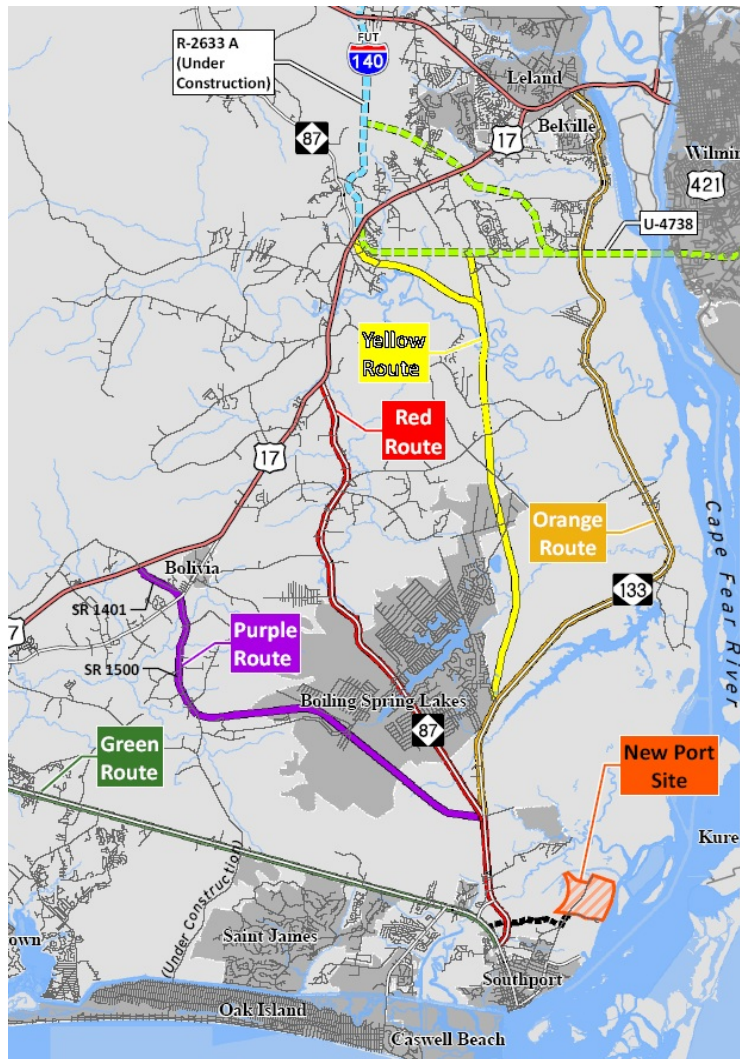 R-2633 A
(Under
Construction)
FUT
140
Leland
87
17
Belville
Wilmin
421
U-4738
Yellow
Route
Red
Route
17
Orange
Route
Cape Fear River
Bolivia
133
SR 1401
7
Purple
Route
SR 1500
Boiling Spring Lakes
87
Green
Route
New Port
Site
Kure
(Under Construction)
Saint James
own
Southport
Oak Island
Caswell Beach